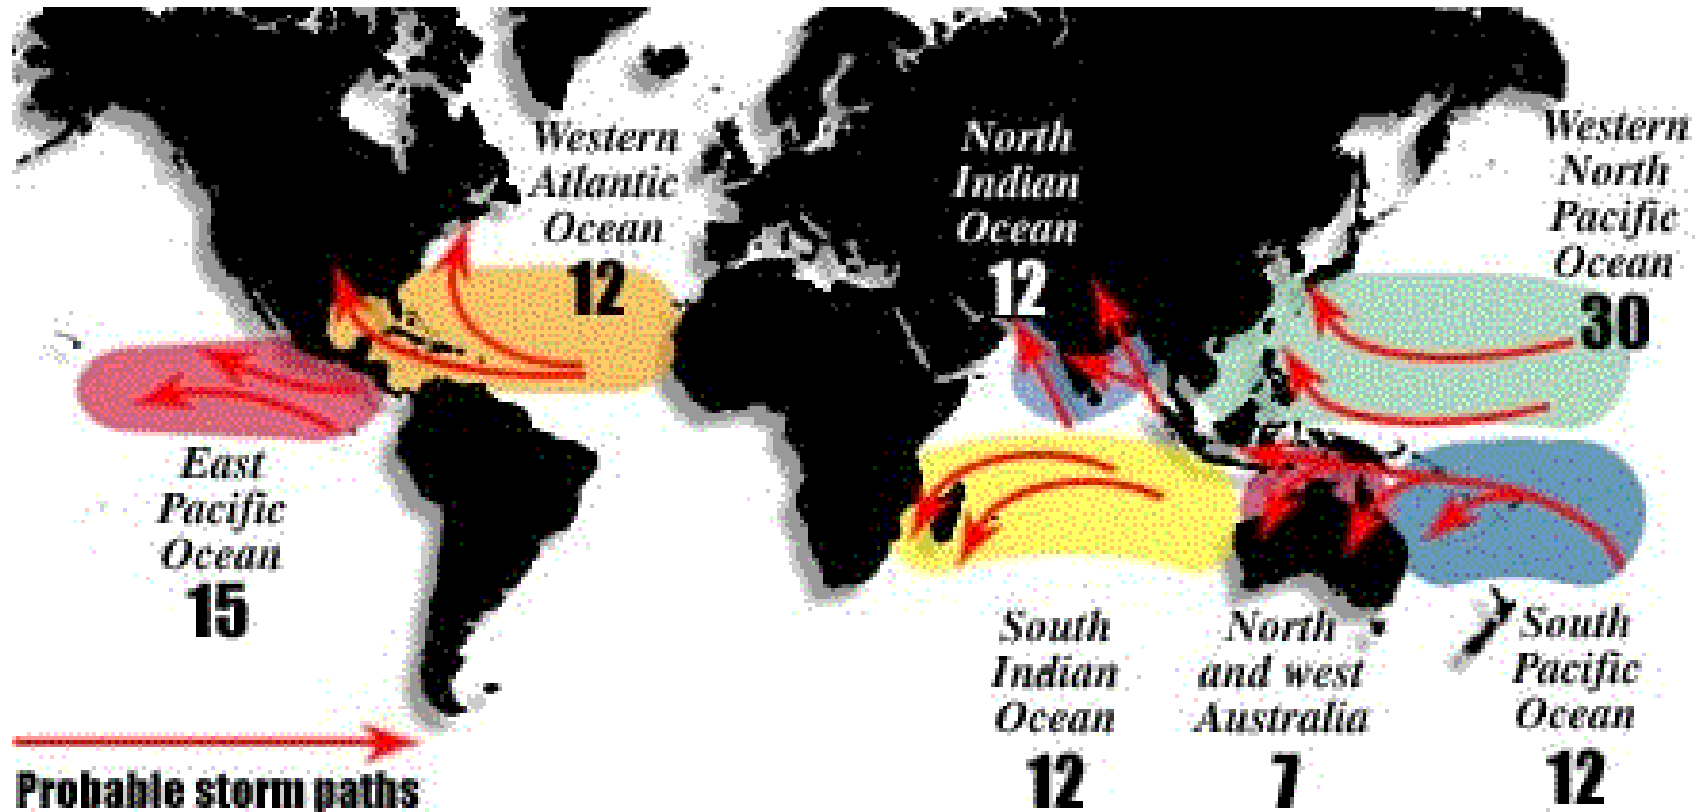 Western
Atlantic
Ocean
12
North
Indian
Ocean
12
Western
North
Pacific
Ocean
30
East
Pacific
Ocean
15
South
Indian
Ocean
12
North
and west
Australia
7
South
Pacific
Ocean
12
Probable storm paths